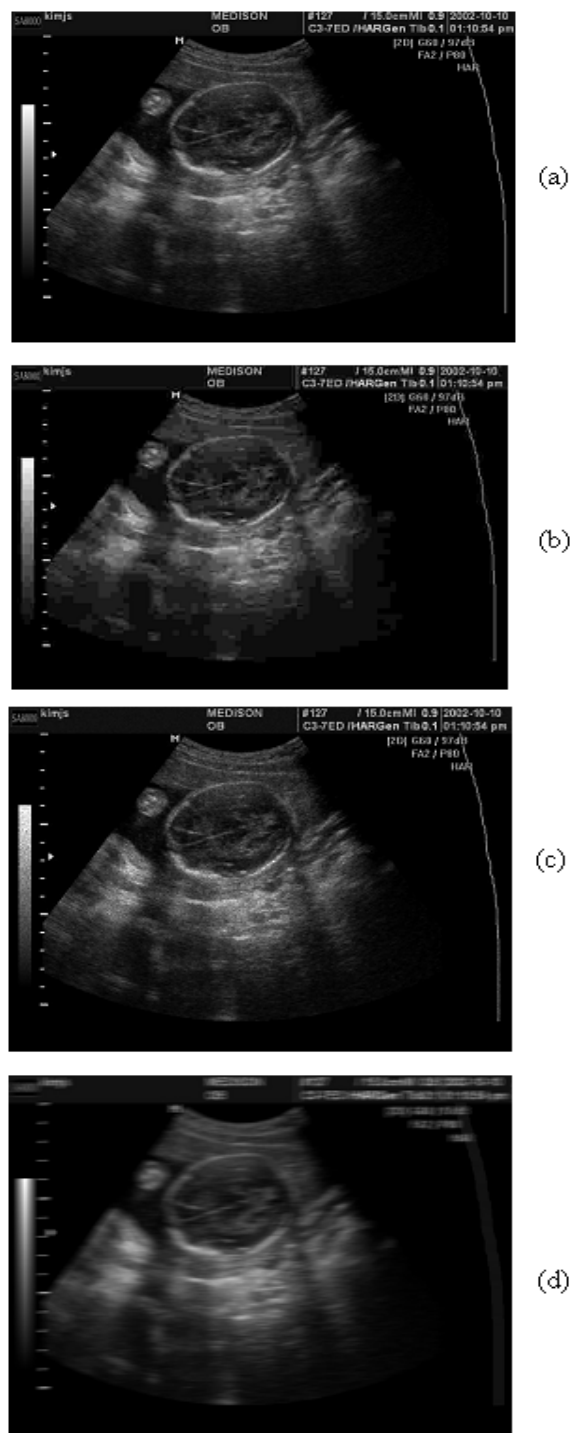 SA8000 kimjs MEDISON #127 / 15.0cm MI 0.9 2002-10-10
OB C3-7ED /HARGen Tib 0.1 01:10:54 pm
M [2D] G60 / 97dB
FA2 / P80
HAR
(a)
SA8000 kimjs MEDISON #127 / 15.0cm MI 0.9 2002-10-10
OB C3-7ED /HARGen Tib 0.1 01:10:54 pm
M [2D] G60 / 97dB
FA2 / P80
HAR
(b)
SA8000 kimjs MEDISON #127 / 15.0cm MI 0.9 2002-10-10
OB C3-7ED /HARGen Tib 0.1 01:10:54 pm
M [2D] G60 / 97dB
FA2 / P80
HAR
(c)
kimjs MEDISON
OB
(d)